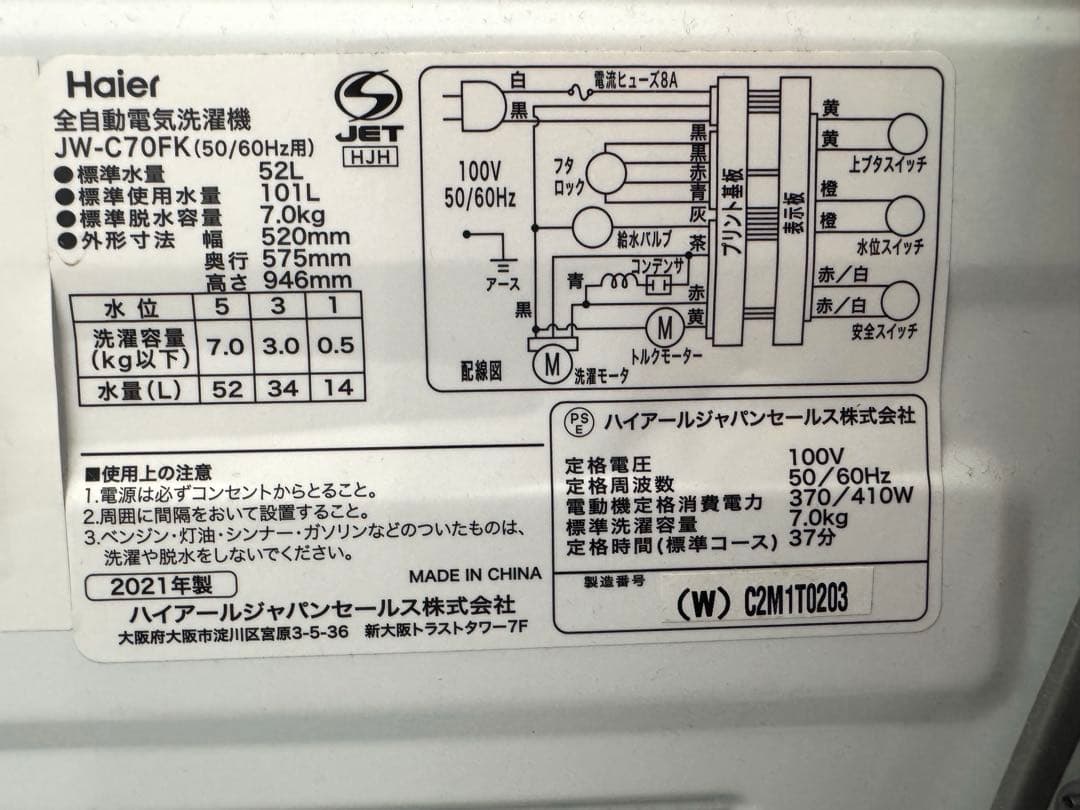 Haier
全自動電気洗濯機
JW-C70FK(50/60Hz用)
JET
HJH
●標準水量 52L
●標準使用水量 101L
●標準脱水容量 7.0kg
●外形寸法 幅 520mm
奥行 575mm
高さ 946mm
水位 5 3 1
洗濯容量(kg以下) 7.0 3.0 0.5
水量(L) 52 34 14
白
電流ヒューズ8A
黒
100V
50/60Hz
アース
フタロック
黒
黒
赤
青
灰
給水バルブ
茶
コンデンサ
青
赤
黒
黄
M
トルクモーター
M
洗濯モータ
配線図
プリント基板
表示板
黄
黄
上ブタスイッチ
橙
橙
水位スイッチ
赤/白
赤/白
安全スイッチ
■使用上の注意
1.電源は必ずコンセントからとること。
2.周囲に間隔をおいて設置すること。
3.ベンジン・灯油・シンナー・ガソリンなどのついたものは、
洗濯や脱水をしないでください。
2021年製
MADE IN CHINA
ハイアールジャパンセールス株式会社
大阪府大阪市淀川区宮原3-5-36 新大阪トラストタワー7F
PSE ハイアールジャパンセールス株式会社
定格電圧 100V
定格周波数 50/60Hz
電動機定格消費電力 370/410W
標準洗濯容量 7.0kg
定格時間(標準コース) 37分
製造番号
(W) C2M1T0203